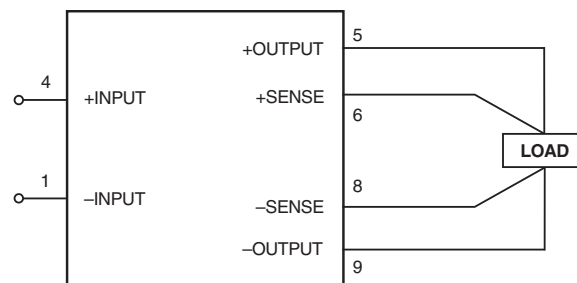 5
+OUTPUT
4
+SENSE
+INPUT
6
LOAD
1
8
–INPUT
–SENSE
–OUTPUT
9